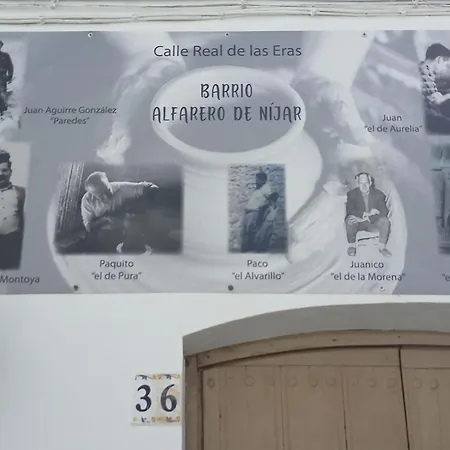 Calle Real de las Eras
BARRIO
ALFARERO DE NÍJAR
Juan Aguirre González
"Paredes"
Juan
"el de Aurelia"
Montoya
Paquito
"el de Pura"
Paco
"el Alvarillo"
Juanico
"el de la Morena"
36